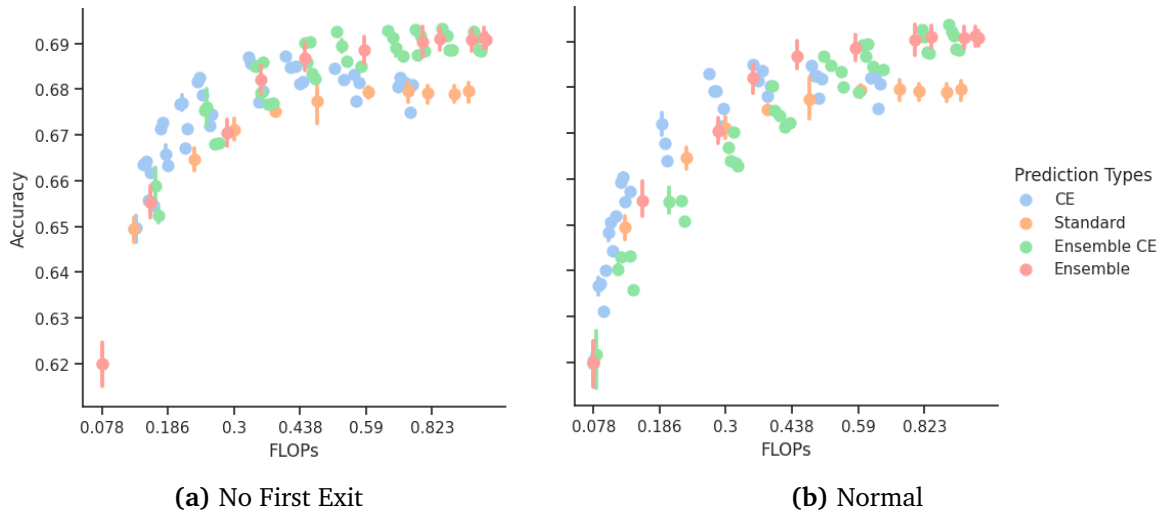 0.69
0.68
0.67
0.66
0.65
0.64
0.63
0.62
Accuracy
0.078 0.186 0.3 0.438 0.59 0.823
FLOPs
0.078 0.186 0.3 0.438 0.59 0.823
FLOPs
Prediction Types
CE
Standard
Ensemble CE
Ensemble
(a) No First Exit
(b) Normal